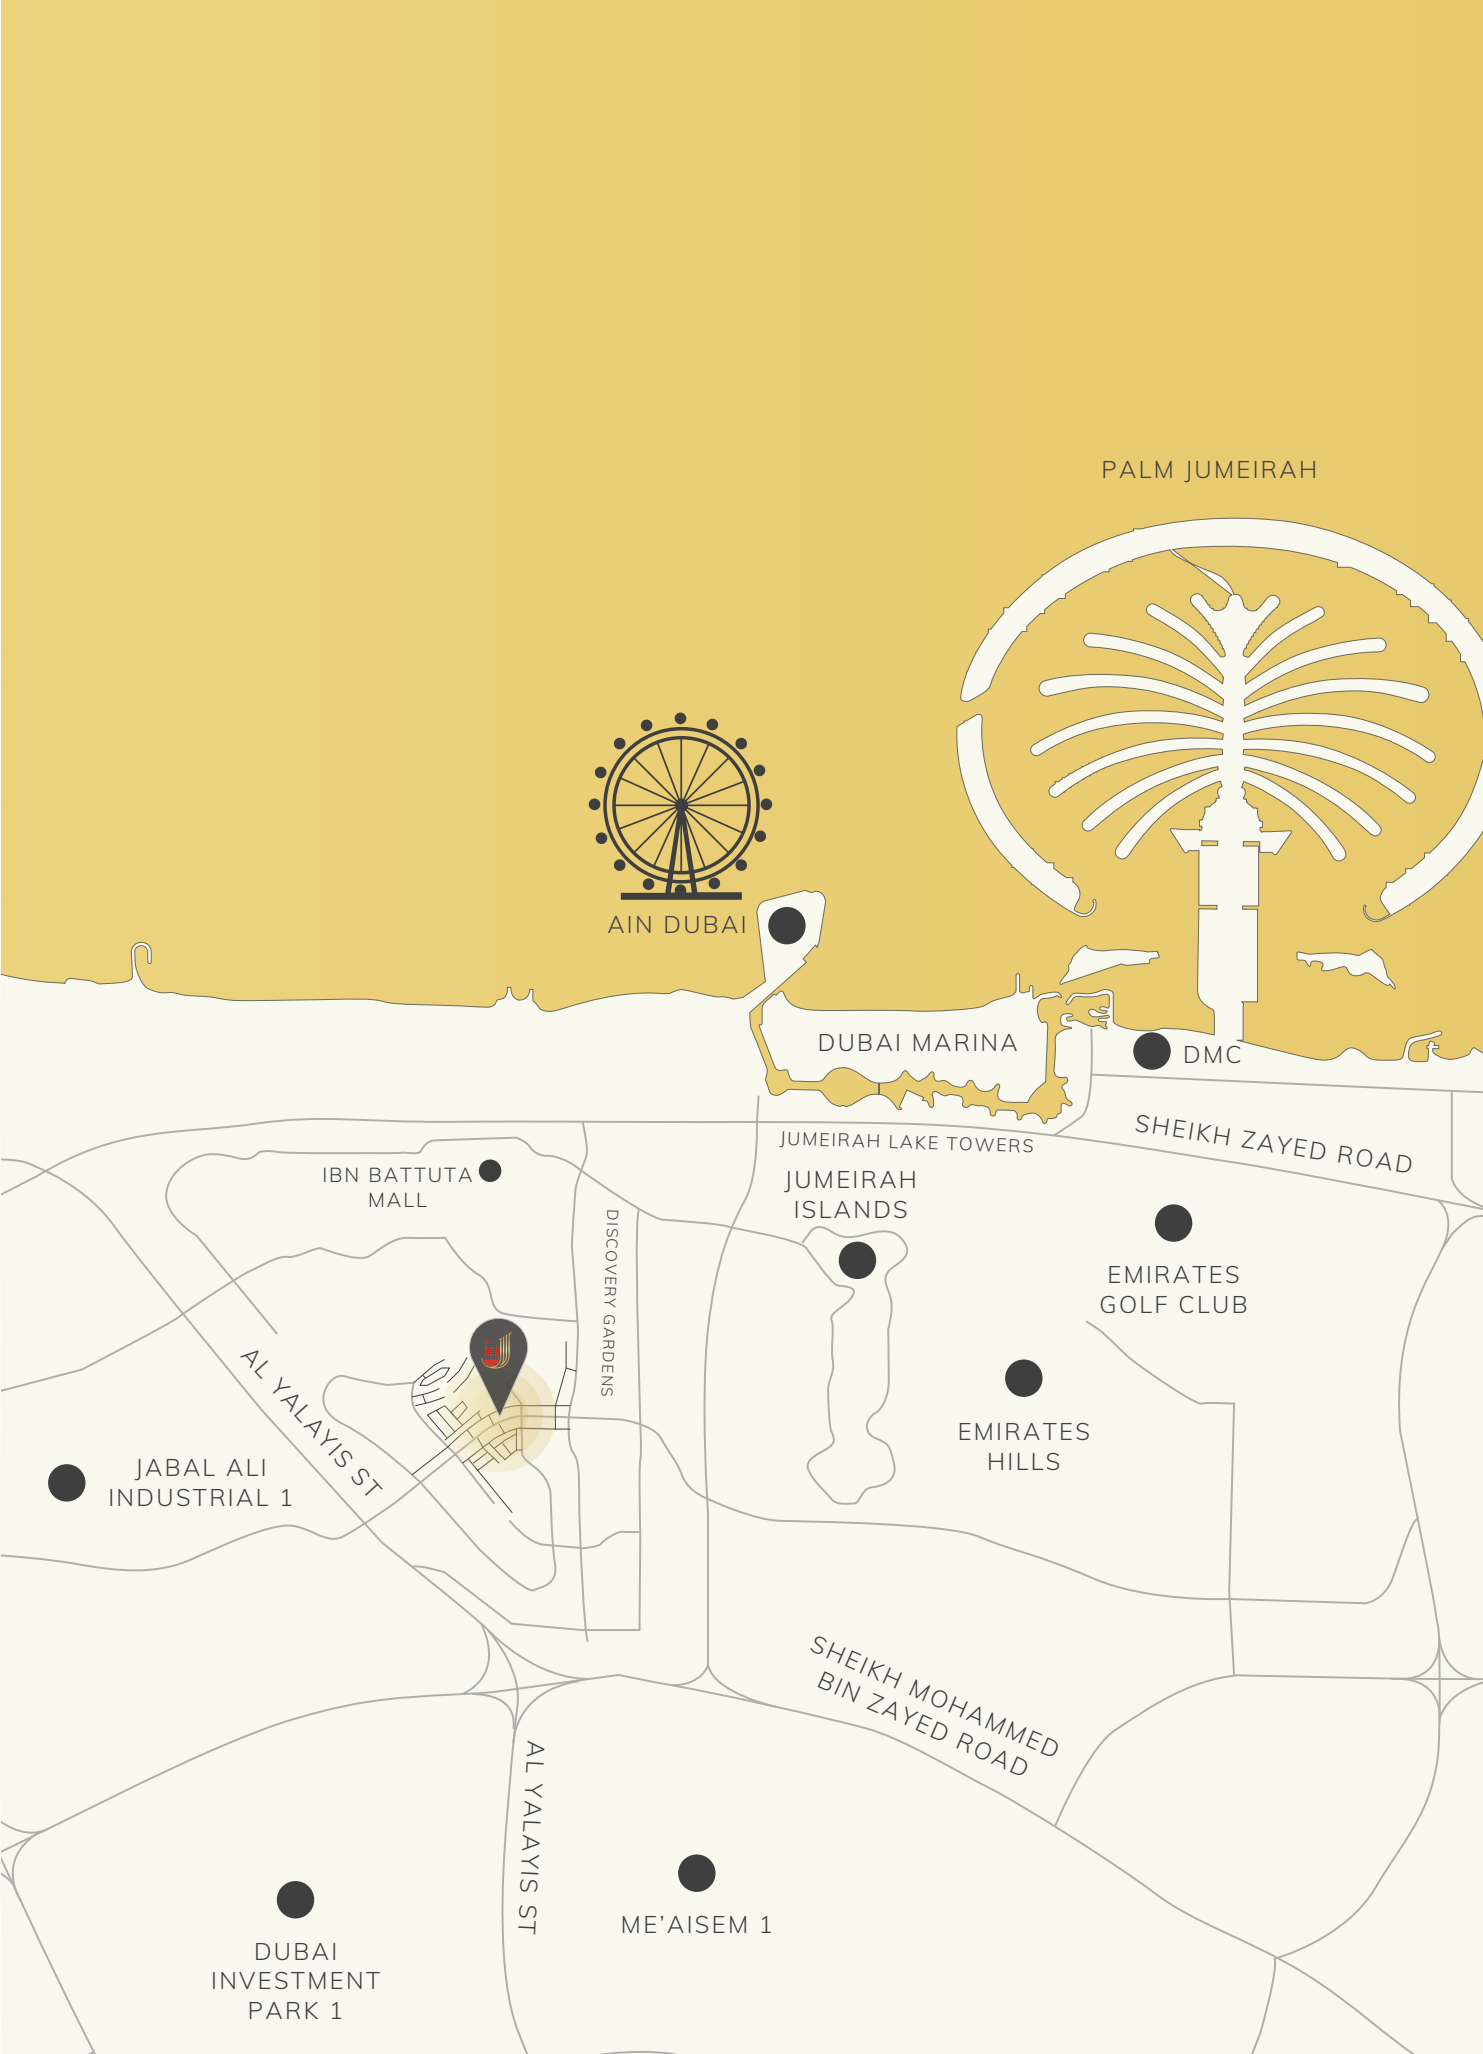 PALM JUMEIRAH
AIN DUBAI
DUBAI MARINA
DMC
SHEIKH ZAYED ROAD
JUMEIRAH LAKE TOWERS
JUMEIRAH
ISLANDS
IBN BATTUTA
MALL
DISCOVERY GARDENS
EMIRATES
GOLF CLUB
AL YALAYIS ST
EMIRATES
HILLS
JABAL ALI
INDUSTRIAL 1
SHEIKH MOHAMMED
BIN ZAYED ROAD
AL YALAYIS ST
ME’AISEM 1
DUBAI
INVESTMENT
PARK 1